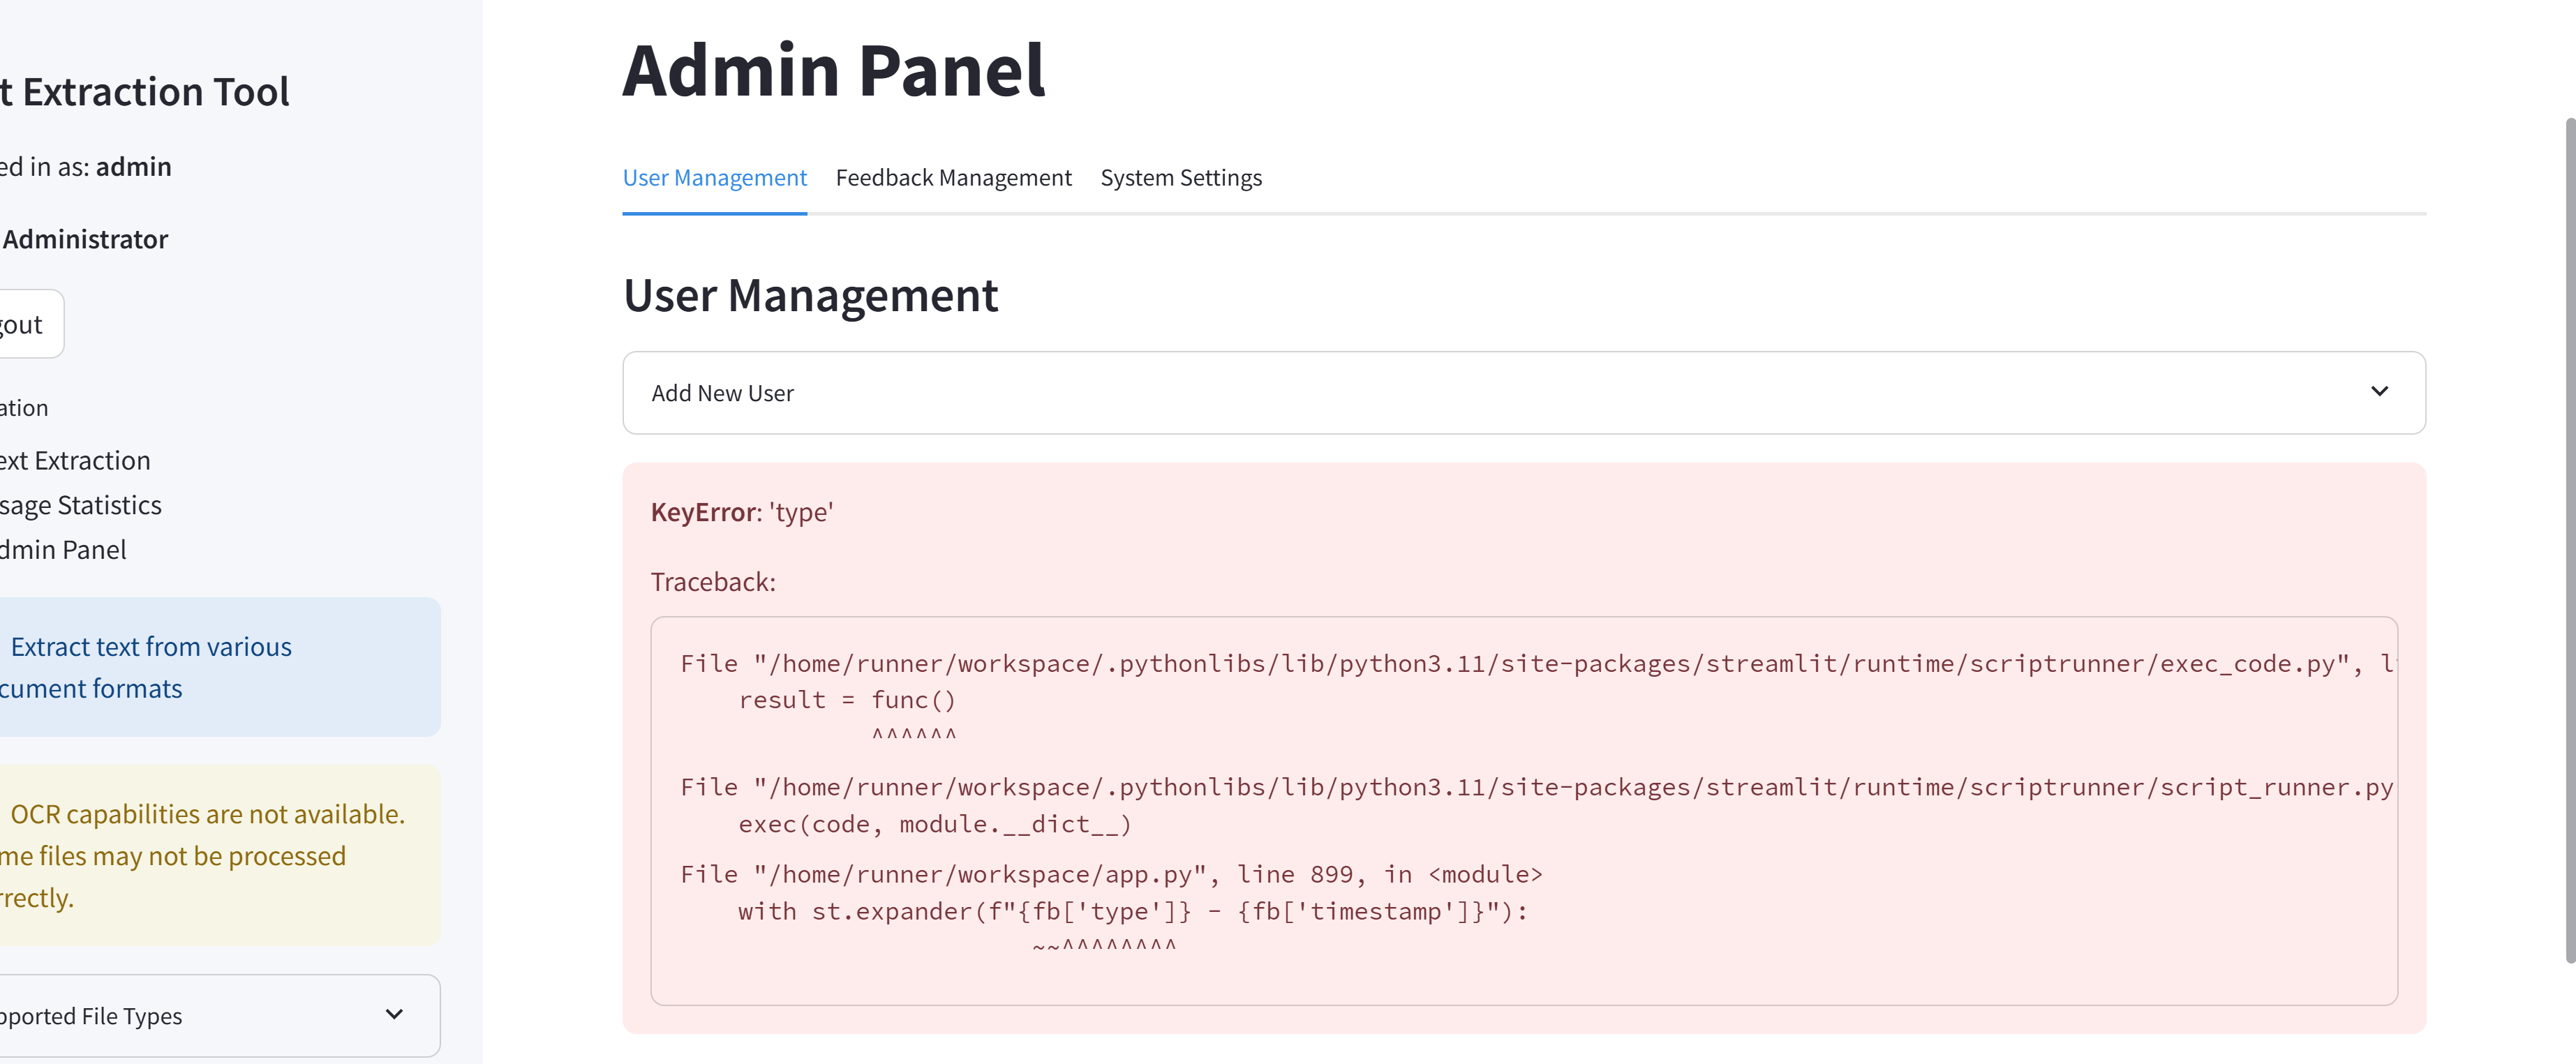 t Extraction Tool
ed in as: admin
Administrator
gout
ation
ext Extraction
sage Statistics
dmin Panel
Extract text from various
cument formats
OCR capabilities are not available.
me files may not be processed
rrectly.
pported File Types
Admin Panel
User Management Feedback Management System Settings
User Management
Add New User
KeyError: 'type'
Traceback:
File "/home/runner/workspace/.pythonlibs/lib/python3.11/site-packages/streamlit/runtime/scriptrunner/exec_code.py", l
result = func()
^^^^^^
File "/home/runner/workspace/.pythonlibs/lib/python3.11/site-packages/streamlit/runtime/scriptrunner/script_runner.py
exec(code, module.__dict__)
File "/home/runner/workspace/app.py", line 899, in <module>
with st.expander(f"{fb['type']} - {fb['timestamp']}"):
~~^^^^^^^^